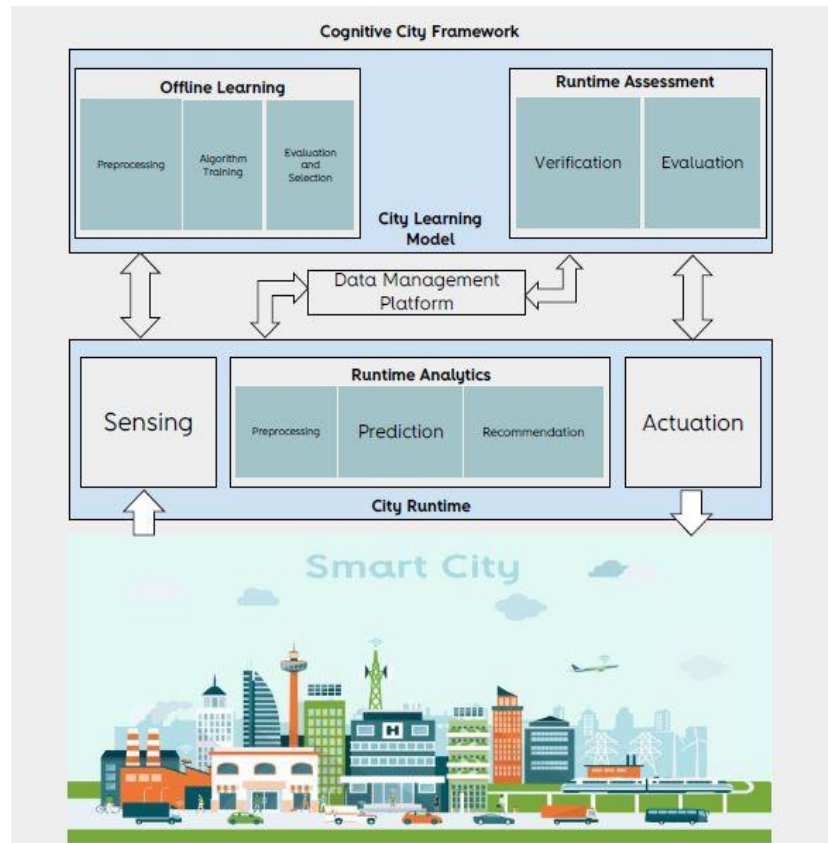 Cognitive City Framework
Offline Learning
Preprocessing
Algorithm
Training
Evaluation
and
Selection
Runtime Assessment
Verification
Evaluation
City Learning
Model
Data Management
Platform
Sensing
Runtime Analytics
Preprocessing
Prediction
Recommendation
Actuation
City Runtime
Smart City
H